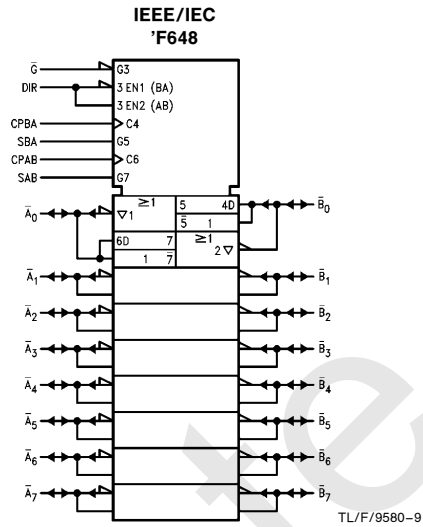 IEEE/IEC
'F648
G̅ G3
DIR 3 EN1 (BA)
3 EN2 (AB)
CPBA C4
SBA G5
CPAB C6
SAB G7
A̅0 ▽1 ≥1 5 4D B̅0
5̅ 1
6D 7 ≥1
1 7̅ 2▽
A̅1 B̅1
A̅2 B̅2
A̅3 B̅3
A̅4 B̅4
A̅5 B̅5
A̅6 B̅6
A̅7 B̅7
TL/F/9580–9